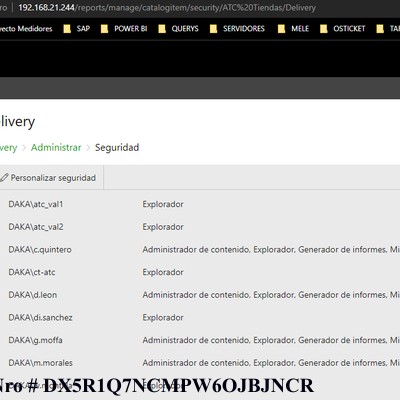 ro | 192.168.21.244/reports/manage/catalogitem/security/ATC%20Tiendas/Delivery
yecto Medidores SAP POWER BI QUERYS SERVIDORES MELE OSTICKET TAR
livery
very > Administrar > Seguridad
Personalizar seguridad
DAKA\atc_val1 Explorador
DAKA\atc_val2 Explorador
DAKA\c.quintero Administrador de contenido, Explorador, Generador de informes, Mi
DAKA\ct-atc Explorador
DAKA\d.leon Administrador de contenido, Explorador, Generador de informes, Mi
DAKA\di.sanchez Explorador
DAKA\g.moffa Administrador de contenido, Explorador, Generador de informes, Mi
DAKA\m.morales Administrador de contenido, Explorador, Generador de informes, Mi
Nro # DX5R1Q7NCMPW6OJBJNCR